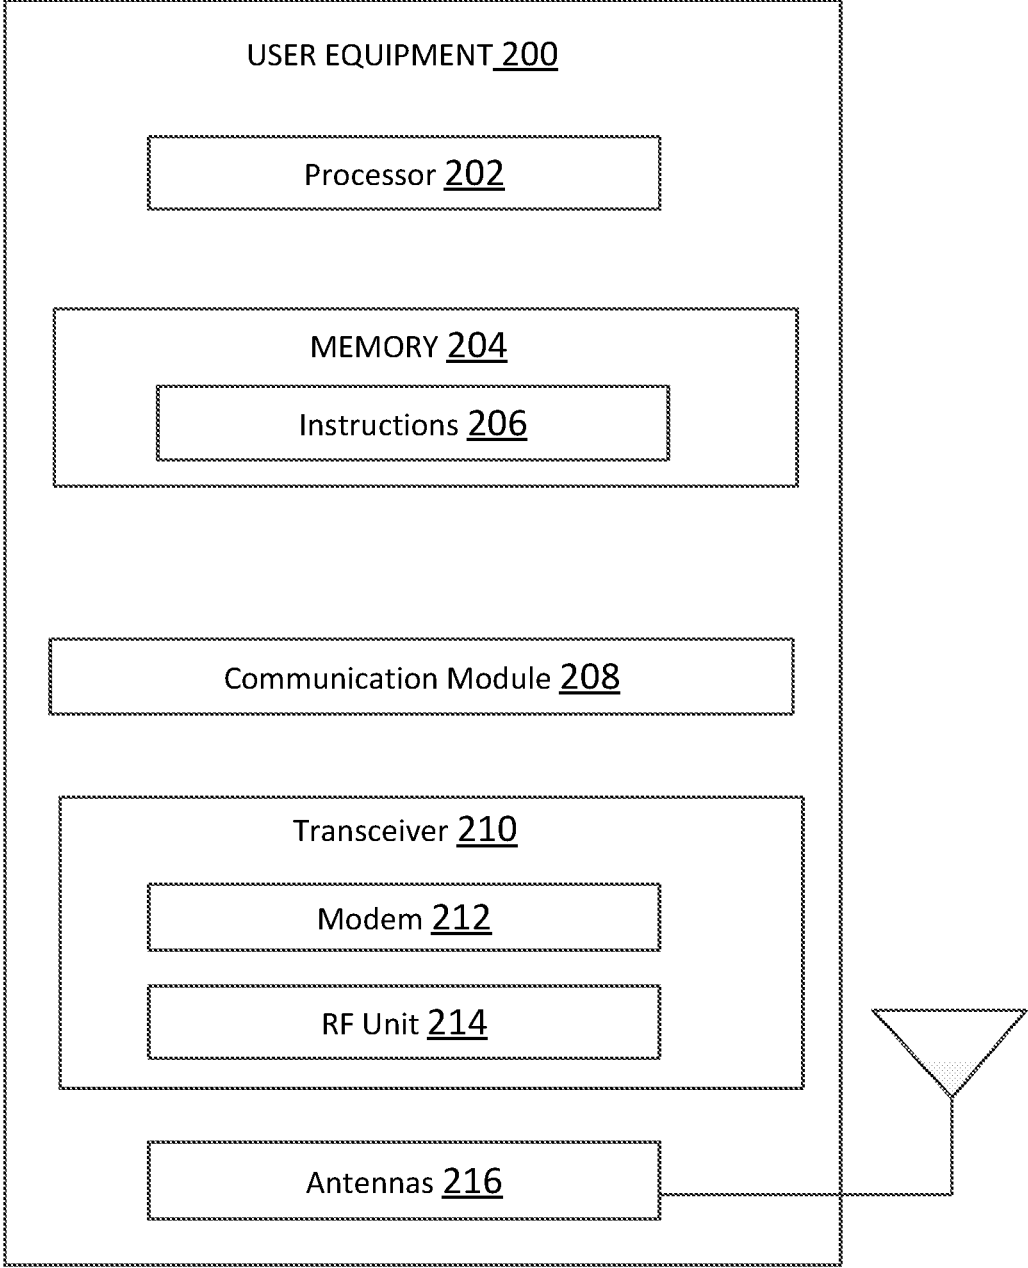 USER EQUIPMENT 200
Processor 202
MEMORY 204
Instructions 206
Communication Module 208
Transceiver 210
Modem 212
RF Unit 214
Antennas 216